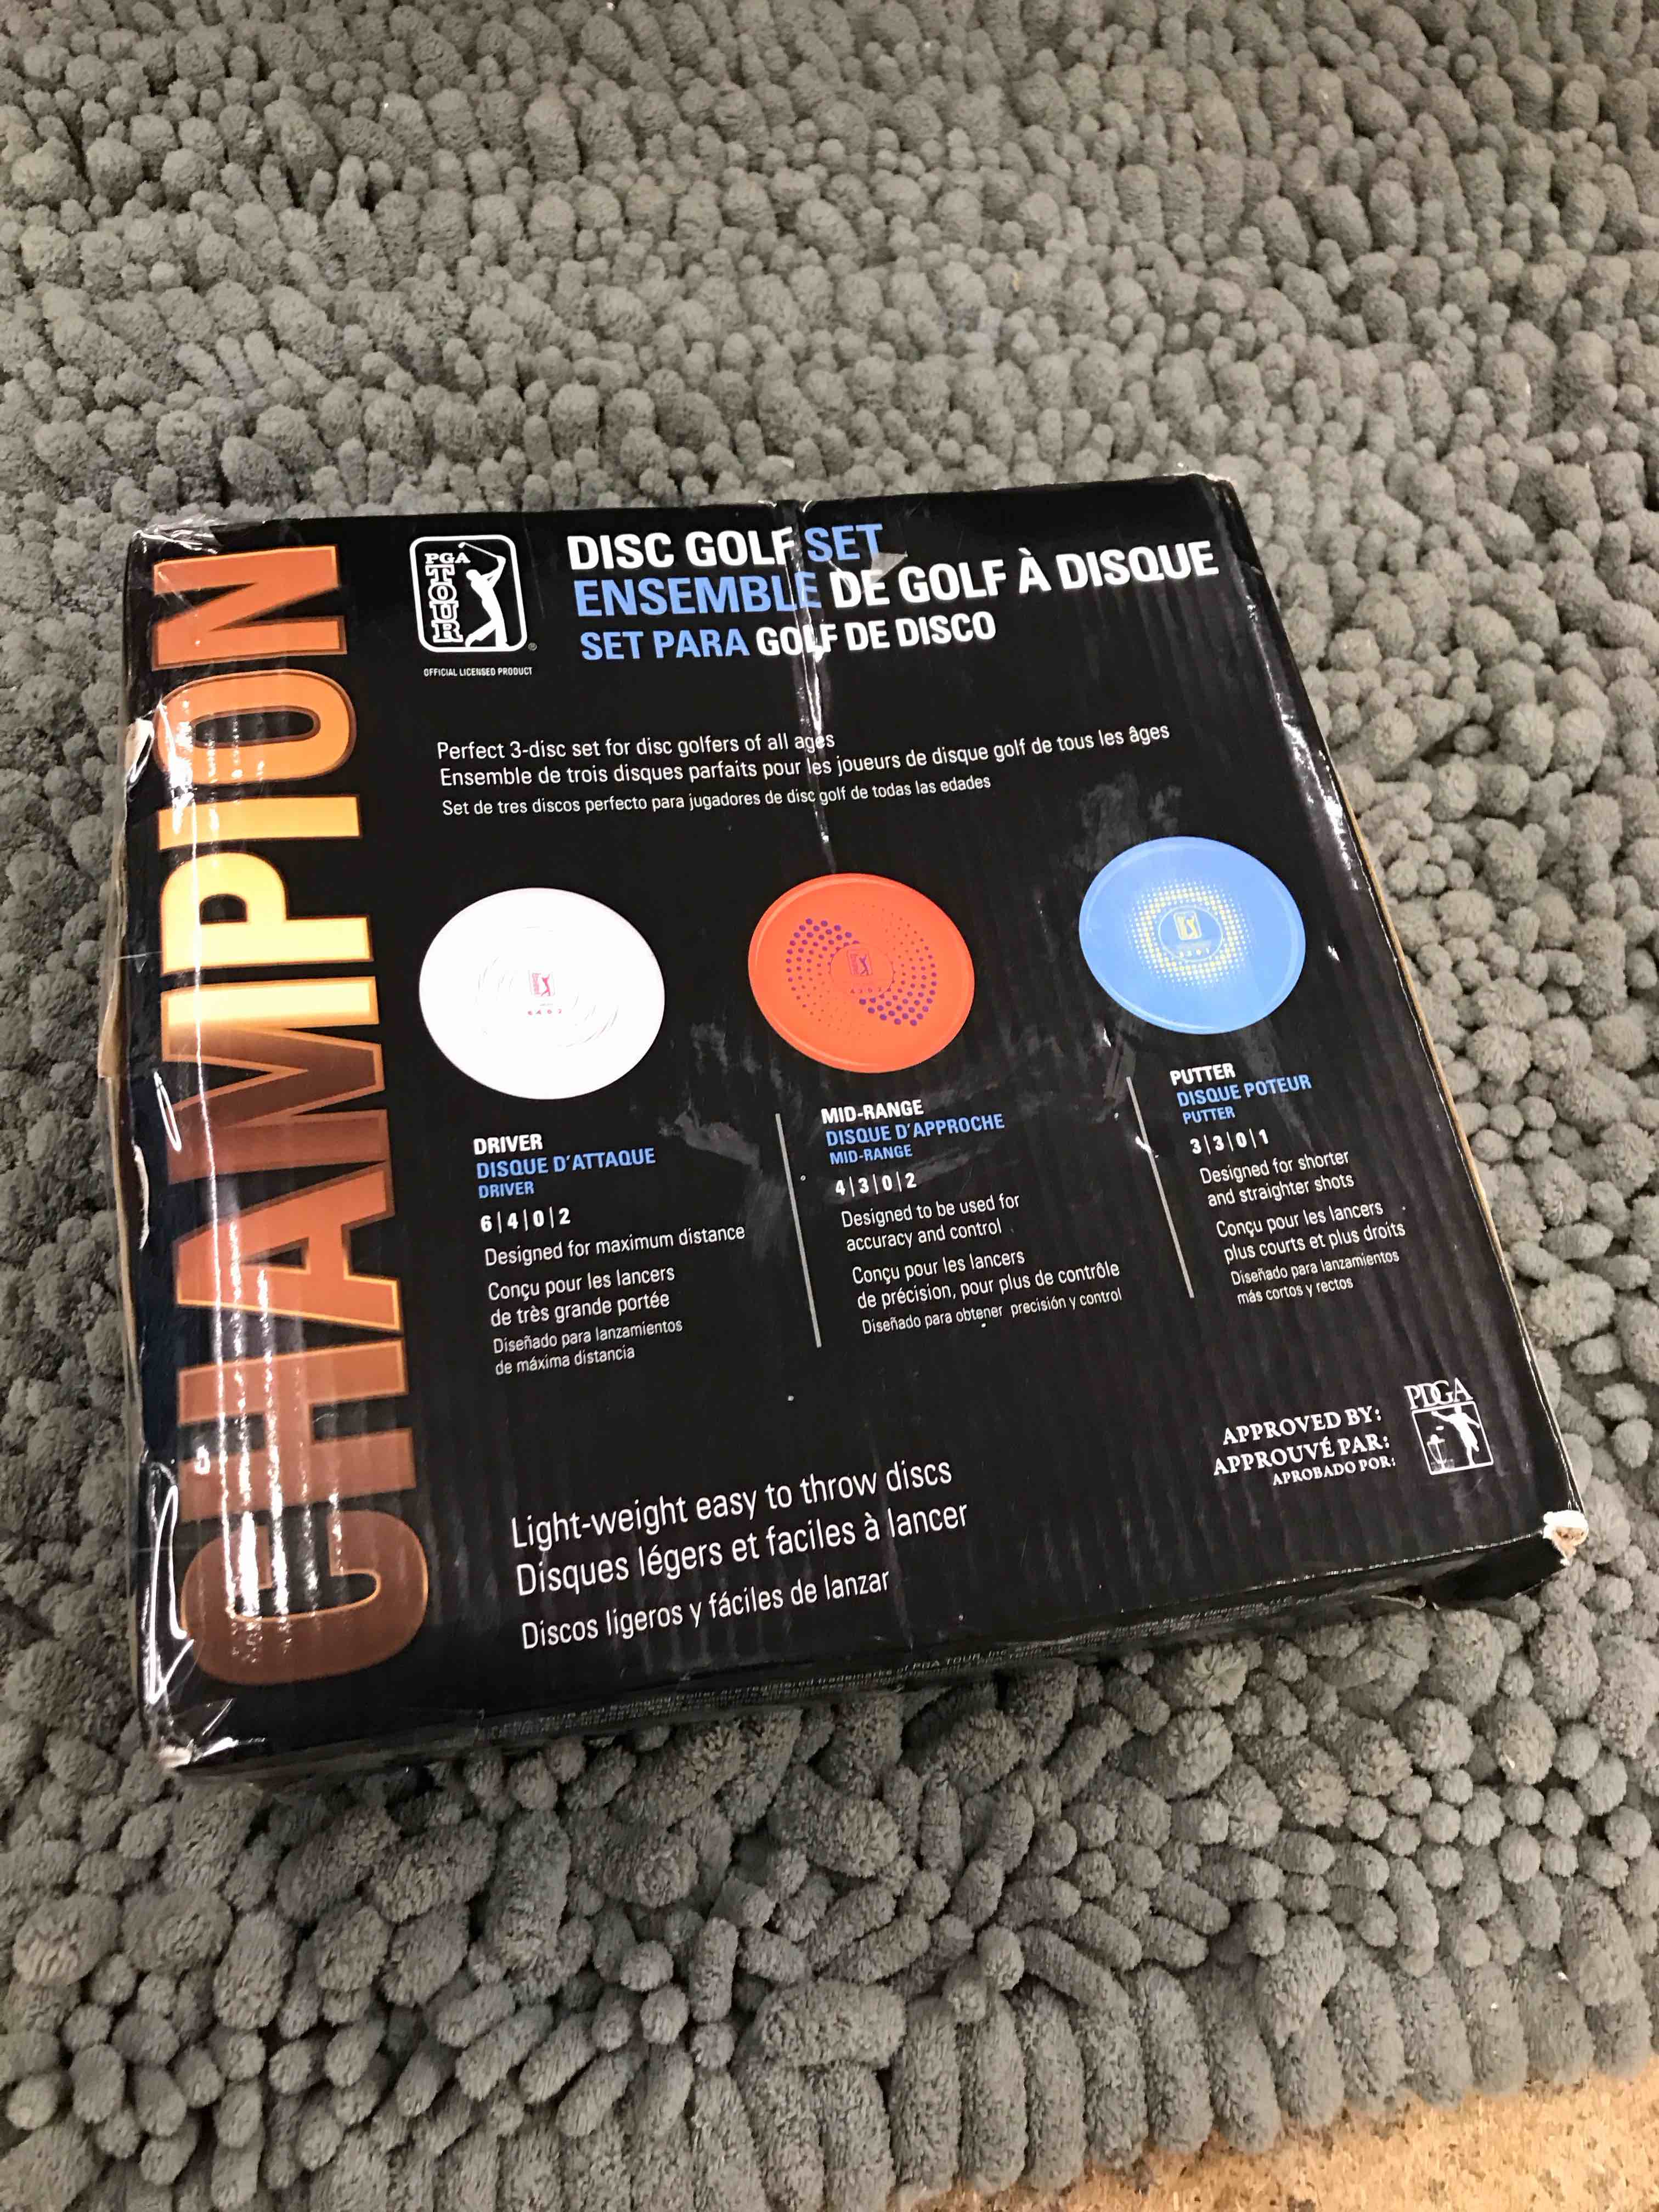 CHAMPION
PGA
TOUR
®
OFFICIAL LICENSED PRODUCT
DISC GOLF SET
ENSEMBLE DE GOLF À DISQUE
SET PARA GOLF DE DISCO
Perfect 3-disc set for disc golfers of all ages
Ensemble de trois disques parfaits pour les joueurs de disque golf de tous les âges
Set de tres discos perfecto para jugadores de disc golf de todas las edades
DRIVER
DISQUE D'ATTAQUE
DRIVER
6|4|0|2
Designed for maximum distance
Conçu pour les lancers
de très grande portée
Diseñado para lanzamientos
de máxima distancia
MID-RANGE
DISQUE D'APPROCHE
MID-RANGE
4|3|0|2
Designed to be used for
accuracy and control
Conçu pour les lancers
de précision, pour plus de contrôle
Diseñado para obtener precisión y control
PUTTER
DISQUE POTEUR
PUTTER
3|3|0|1
Designed for shorter
and straighter shots
Conçu pour les lancers
plus courts et plus droits
Diseñado para lanzamientos
más cortos y rectos
Light-weight easy to throw discs
Disques légers et faciles à lancer
Discos ligeros y fáciles de lanzar
APPROVED BY:
APPROUVÉ PAR:
APROBADO POR:
PDGA